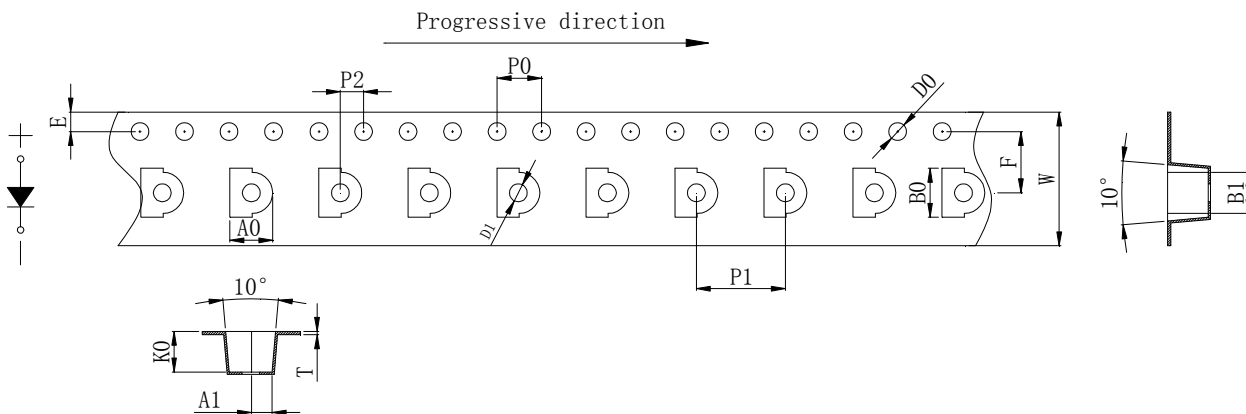 Progressive direction
P2
P0
D0
E
+
-
F
W
A0
D1
B0
P1
10°
B1
10°
K0
T
A1